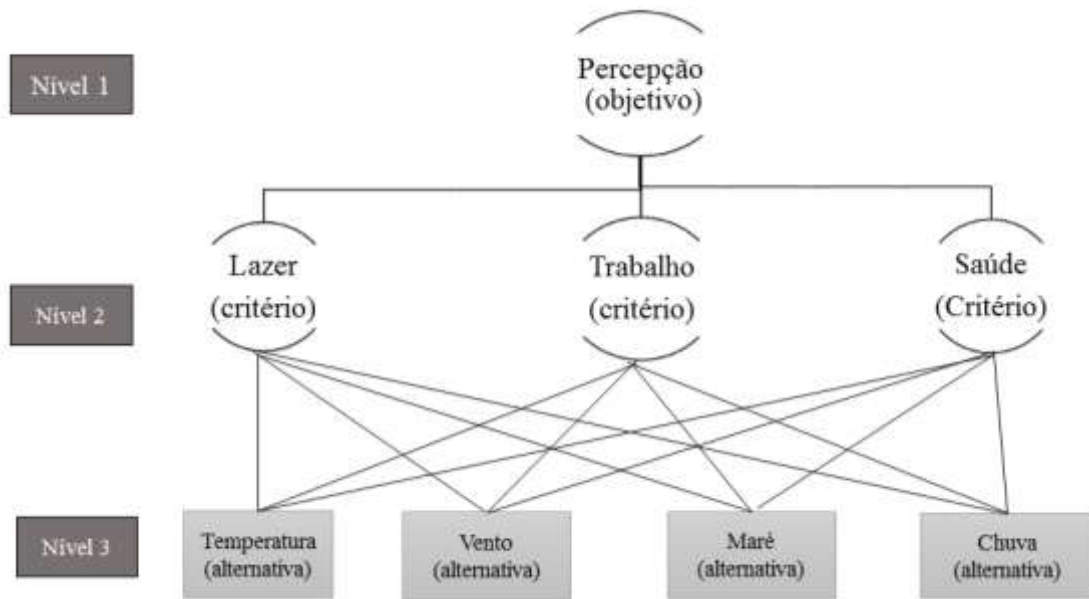 Nível 1
Percepção
(objetivo)
Nível 2
Lazer
(critério)
Trabalho
(critério)
Saúde
(Critério)
Nível 3
Temperatura
(alternativa)
Vento
(alternativa)
Maré
(alternativa)
Chuva
(alternativa)